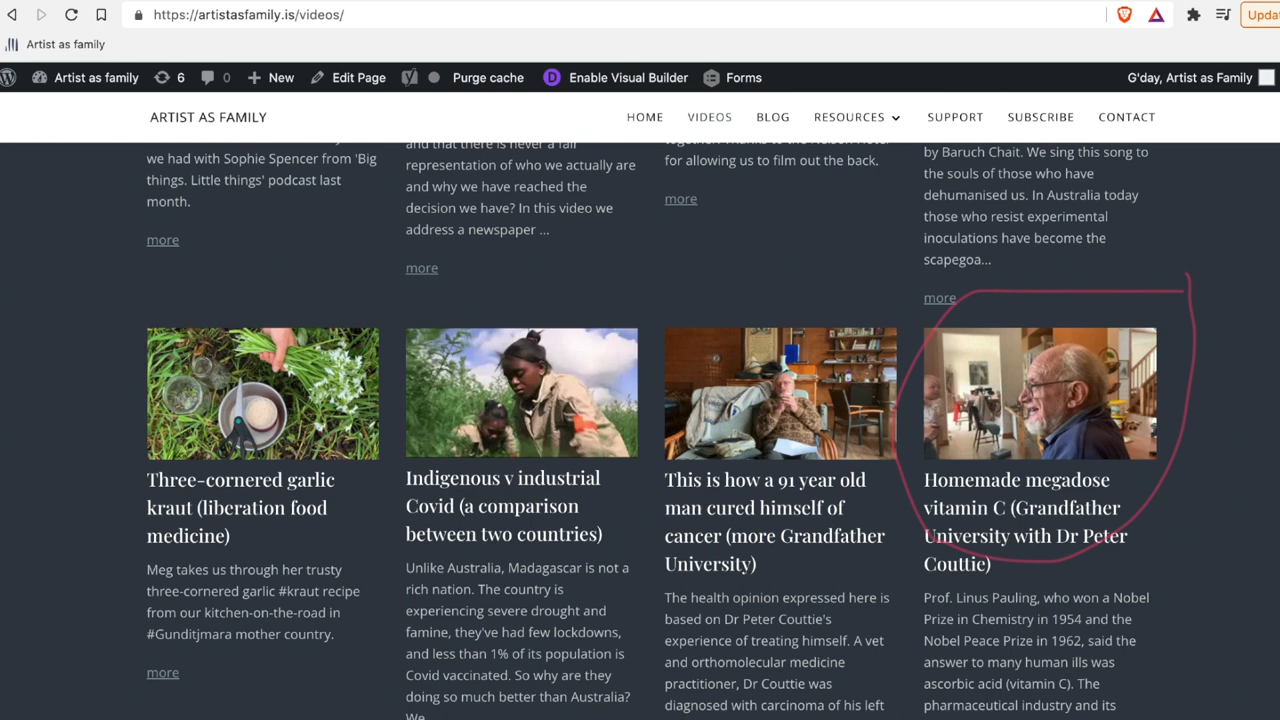 https://artistasfamily.is/videos/
Updat
Artist as family
Artist as family 6 0 New Edit Page Purge cache Enable Visual Builder Forms G'day, Artist as Family
ARTIST AS FAMILY HOME VIDEOS BLOG RESOURCES SUPPORT SUBSCRIBE CONTACT
we had with Sophie Spencer from 'Big
things. Little things' podcast last
month.
more
representation of who we actually are
and why we have reached the
decision we have? In this video we
address a newspaper ...
more
for allowing us to film out the back.
more
by Baruch Chait. We sing this song to
the souls of those who have
dehumanised us. In Australia today
those who resist experimental
inoculations have become the
scapegoa...
more
Three-cornered garlic
kraut (liberation food
medicine)
Meg takes us through her trusty
three-cornered garlic #kraut recipe
from our kitchen-on-the-road in
#Gunditjmara mother country.
more
Indigenous v industrial
Covid (a comparison
between two countries)
Unlike Australia, Madagascar is not a
rich nation. The country is
experiencing severe drought and
famine, they've had few lockdowns,
and less than 1% of its population is
Covid vaccinated. So why are they
doing so much better than Australia?
We
This is how a 91 year old
man cured himself of
cancer (more Grandfather
University)
The health opinion expressed here is
based on Dr Peter Couttie's
experience of treating himself. A vet
and orthomolecular medicine
practitioner, Dr Couttie was
diagnosed with carcinoma of his left
Homemade megadose
vitamin C (Grandfather
University with Dr Peter
Couttie)
Prof. Linus Pauling, who won a Nobel
Prize in Chemistry in 1954 and the
Nobel Peace Prize in 1962, said the
answer to many human ills was
ascorbic acid (vitamin C). The
pharmaceutical industry and its